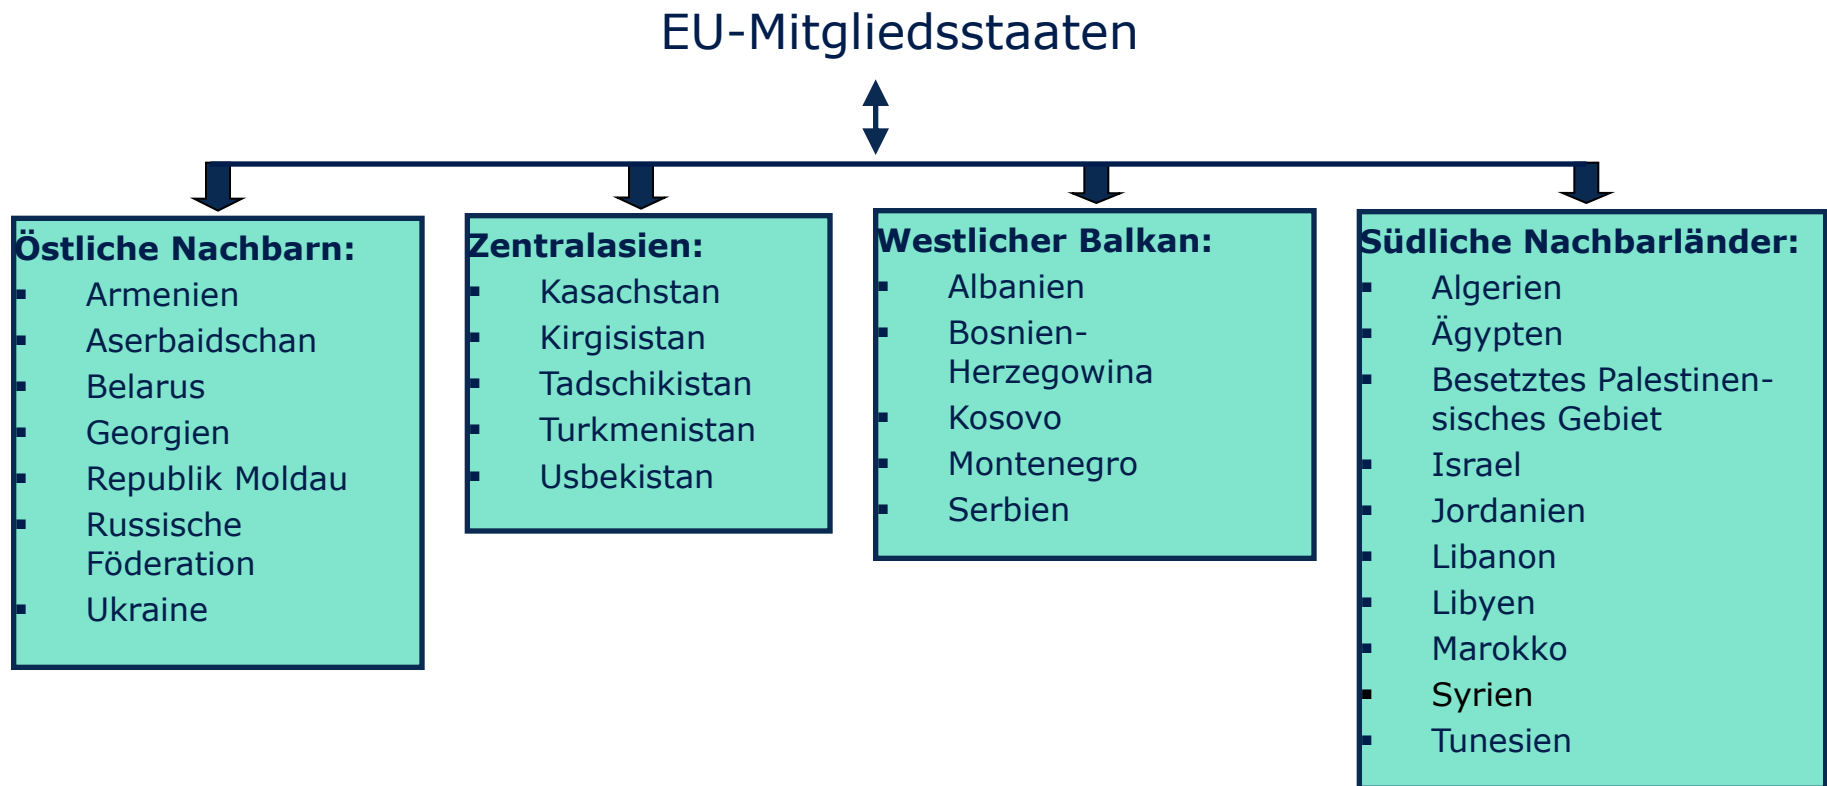 EU-Mitgliedsstaaten
Östliche Nachbarn:
▪ Armenien
▪ Aserbaidschan
▪ Belarus
▪ Georgien
▪ Republik Moldau
▪ Russische
Föderation
▪ Ukraine
Zentralasien:
▪ Kasachstan
▪ Kirgisistan
▪ Tadschikistan
▪ Turkmenistan
▪ Usbekistan
Westlicher Balkan:
▪ Albanien
▪ Bosnien-
Herzegowina
▪ Kosovo
▪ Montenegro
▪ Serbien
Südliche Nachbarländer:
▪ Algerien
▪ Ägypten
▪ Besetztes Palestinen-
sisches Gebiet
▪ Israel
▪ Jordanien
▪ Libanon
▪ Libyen
▪ Marokko
▪ Syrien
▪ Tunesien